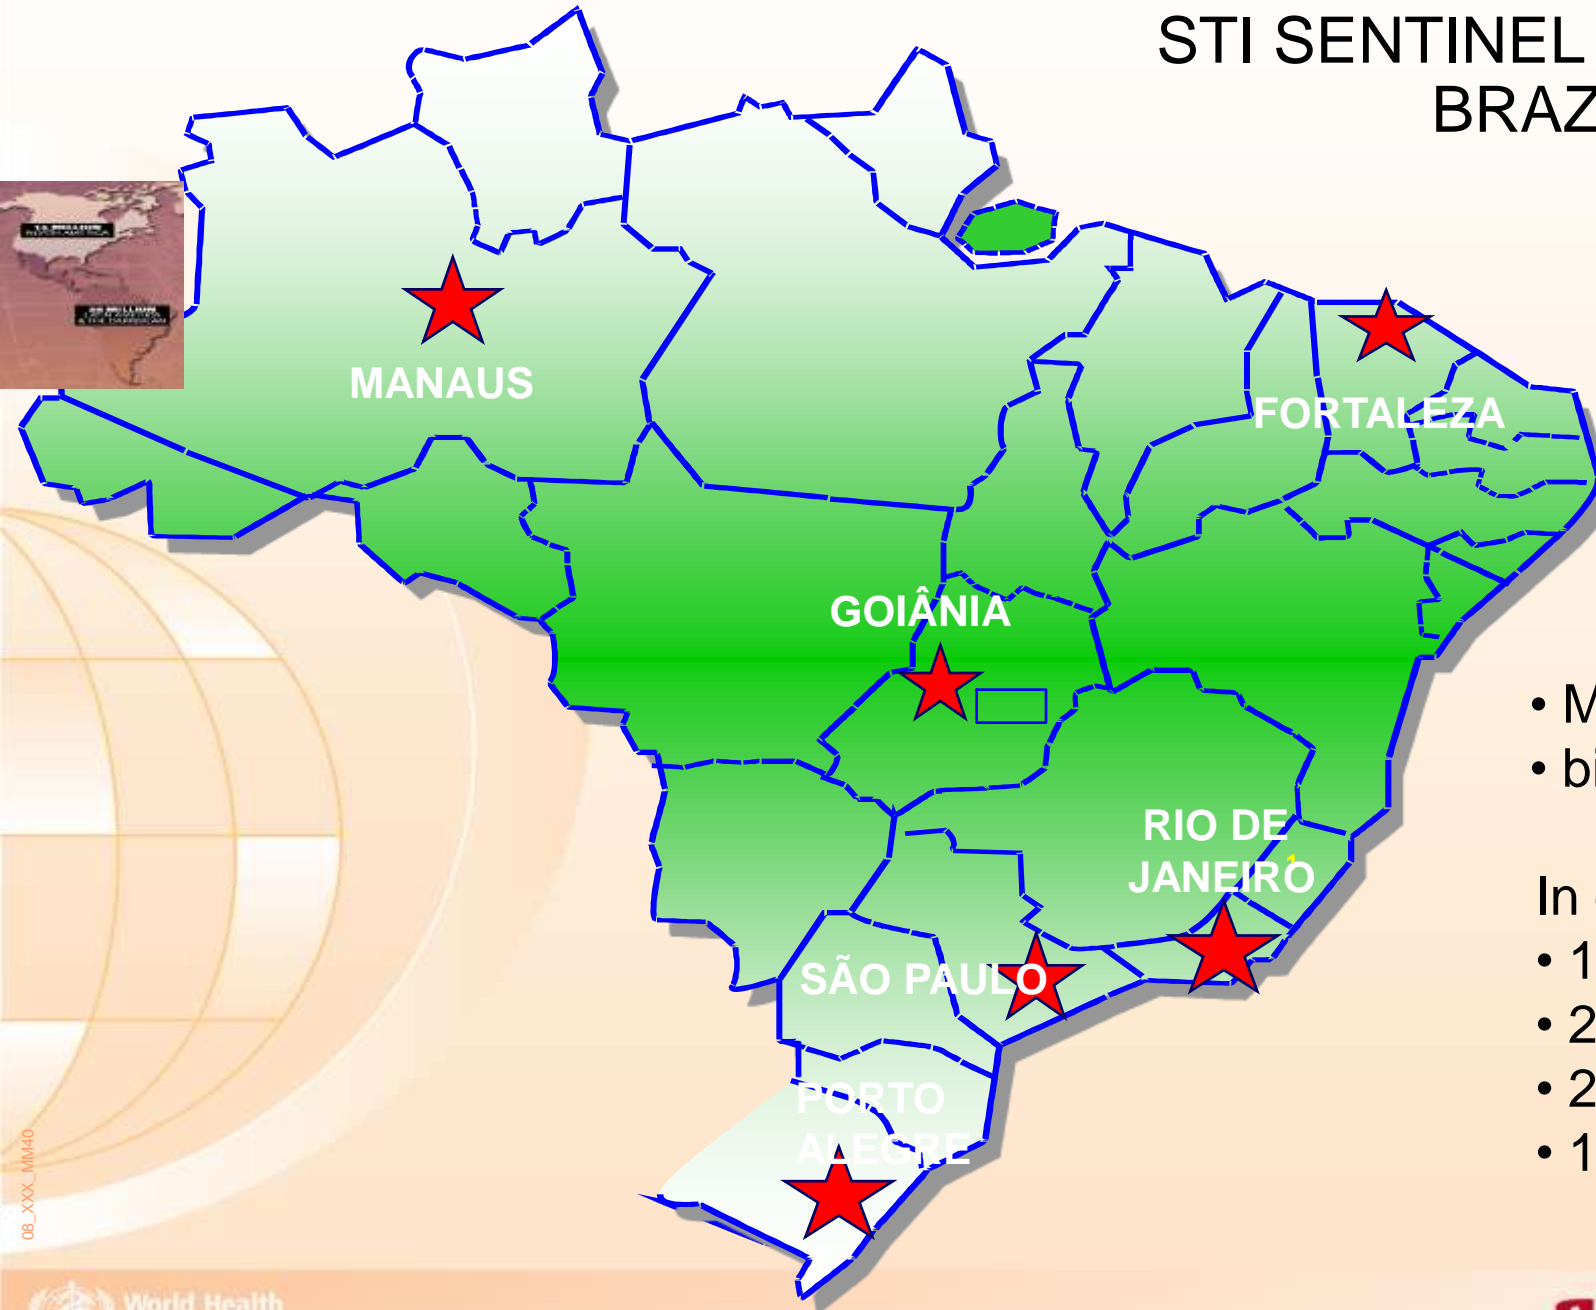 STI SENTINEL
BRAZ
MANAUS
FORTALEZA
GOIÂNIA
• M
• bi
RIO DE
JANEIRO
1
In
• 1
• 2
• 2
• 1
SÃO PAULO
PORTO
ALEGRE
08_XXX_MM40
World Health